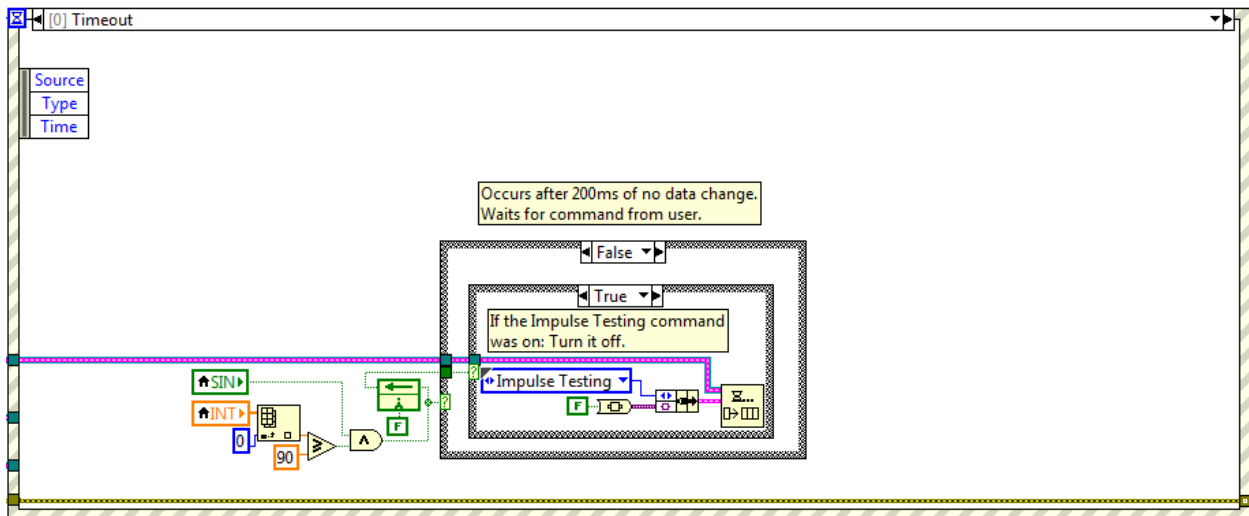 [0] Timeout
Source
Type
Time
Occurs after 200ms of no data change.
Waits for command from user.
False
True
If the Impulse Testing command
was on: Turn it off.
SIN
Impulse Testing
INT
F
F
0
90